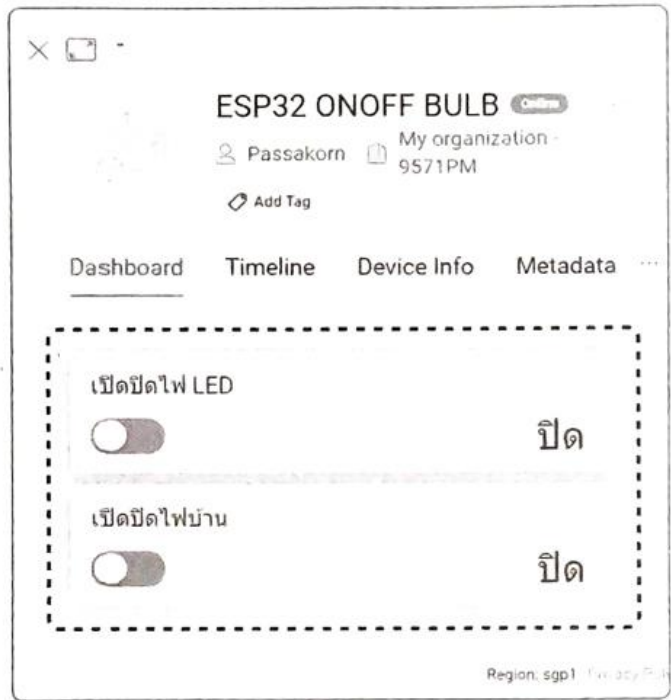 ESP32 ONOFF BULB Online
Passakorn
My organization -
9571PM
Add Tag
Dashboard Timeline Device Info Metadata ...
เปิดปิดไฟ LED
ปิด
เปิดปิดไฟบ้าน
ปิด
Region: sgp1 Privacy